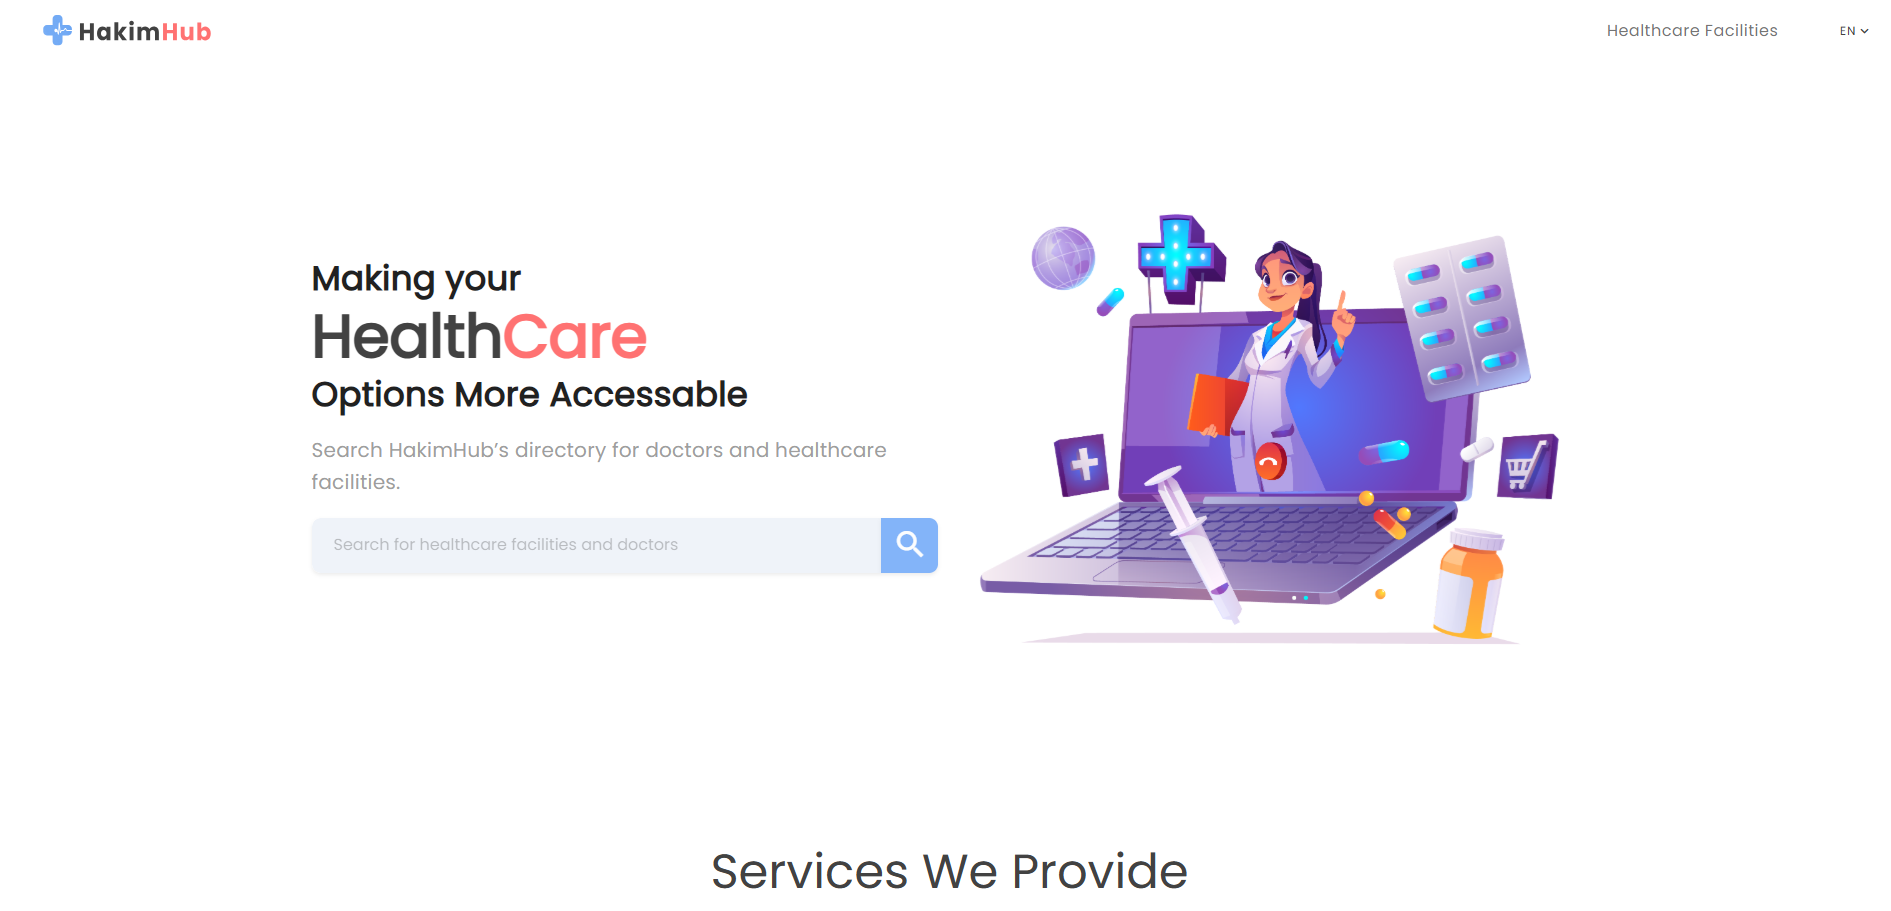 HakimHub
Healthcare Facilities
EN
Making your
HealthCare
Options More Accessable
Search HakimHub’s directory for doctors and healthcare
facilities.
Search for healthcare facilities and doctors
Services We Provide